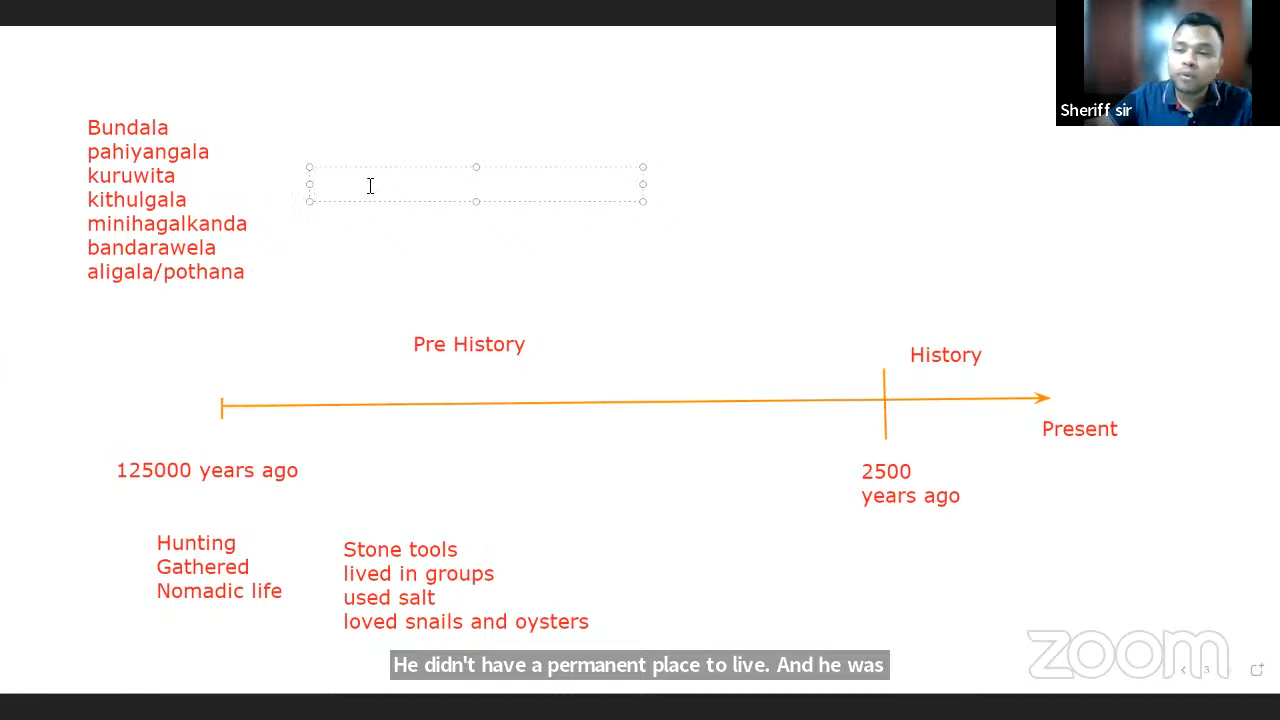 Sheriff sir
Bundala
pahiyangala
kuruwita
kithulgala
minihagalkanda
bandarawela
aligala/pothana
Pre History
History
Present
125000 years ago
2500
years ago
Hunting
Gathered
Nomadic life
Stone tools
lived in groups
used salt
loved snails and oysters
He didn't have a permanent place to live. And he was
zoom
3